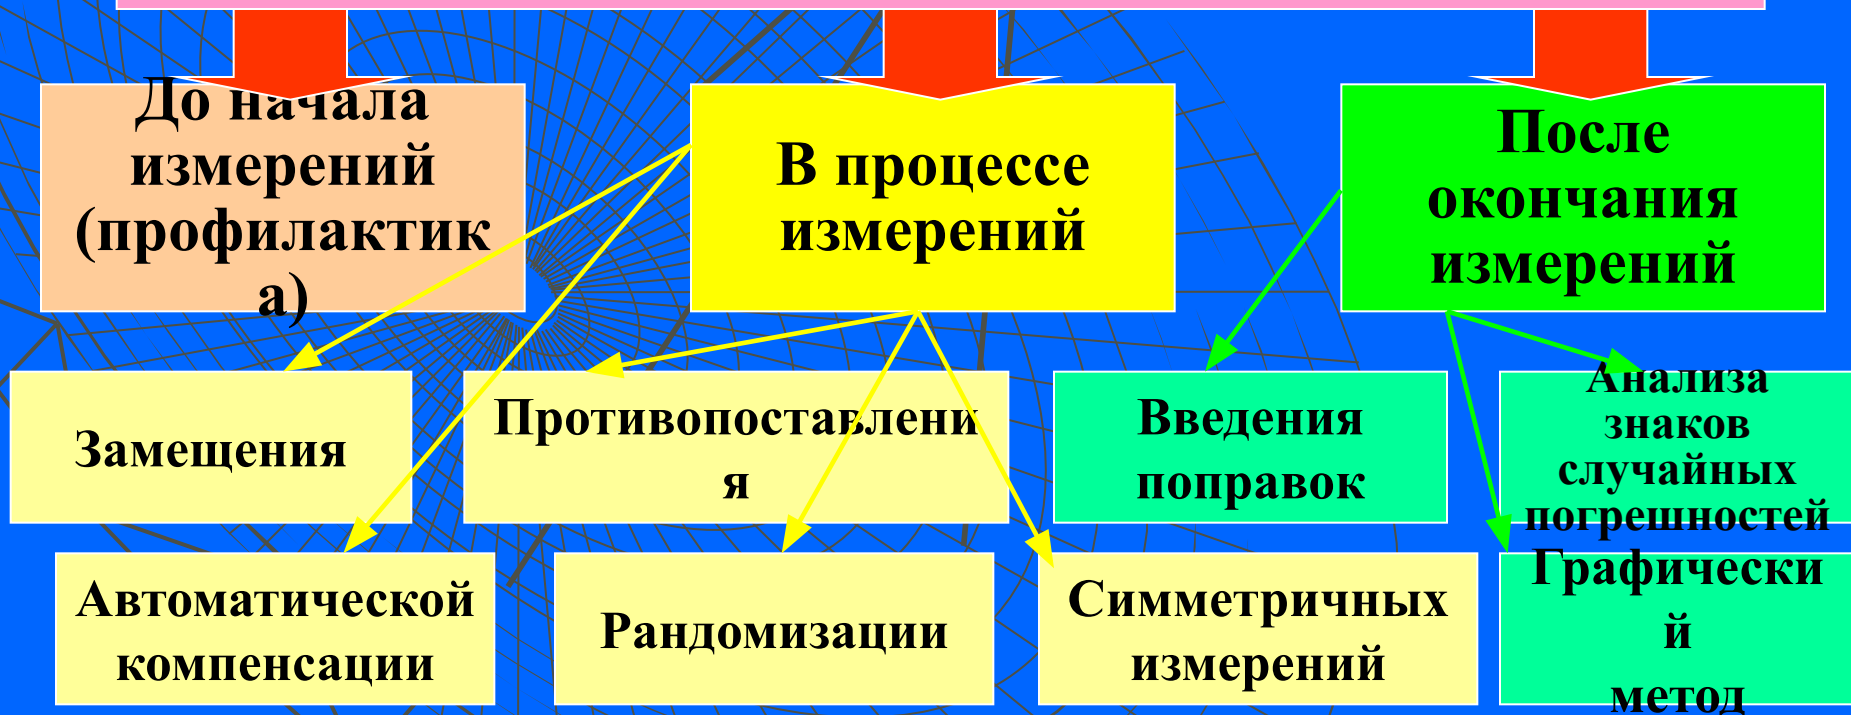 До начала
измерений
(профилактик
а)
В процессе
измерений
После
окончания
измерений
Замещения
Противопоставлени
я
Введения
поправок
Анализа
знаков
случайных
погрешностей
Автоматической
компенсации
Рандомизации
Симметричных
измерений
Графически
й
метод